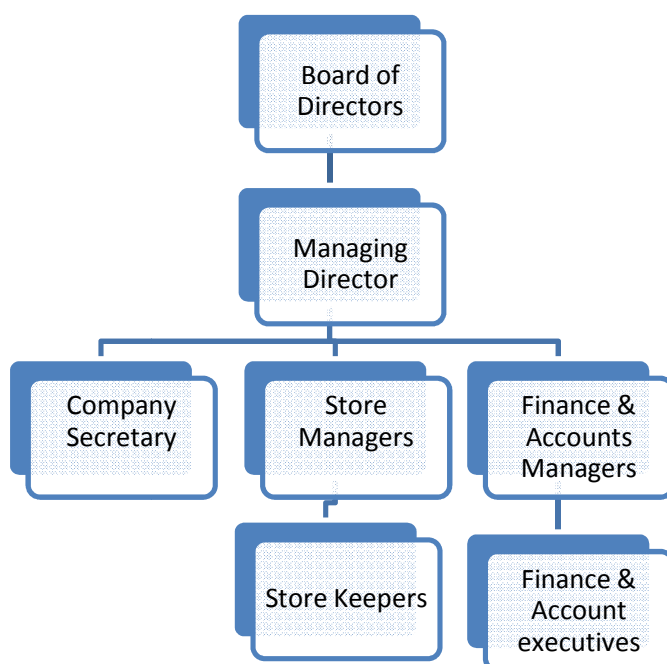 Board of
Directors
Managing
Director
Company
Secretary
Store
Managers
Finance &
Accounts
Managers
Store Keepers
Finance &
Account
executives